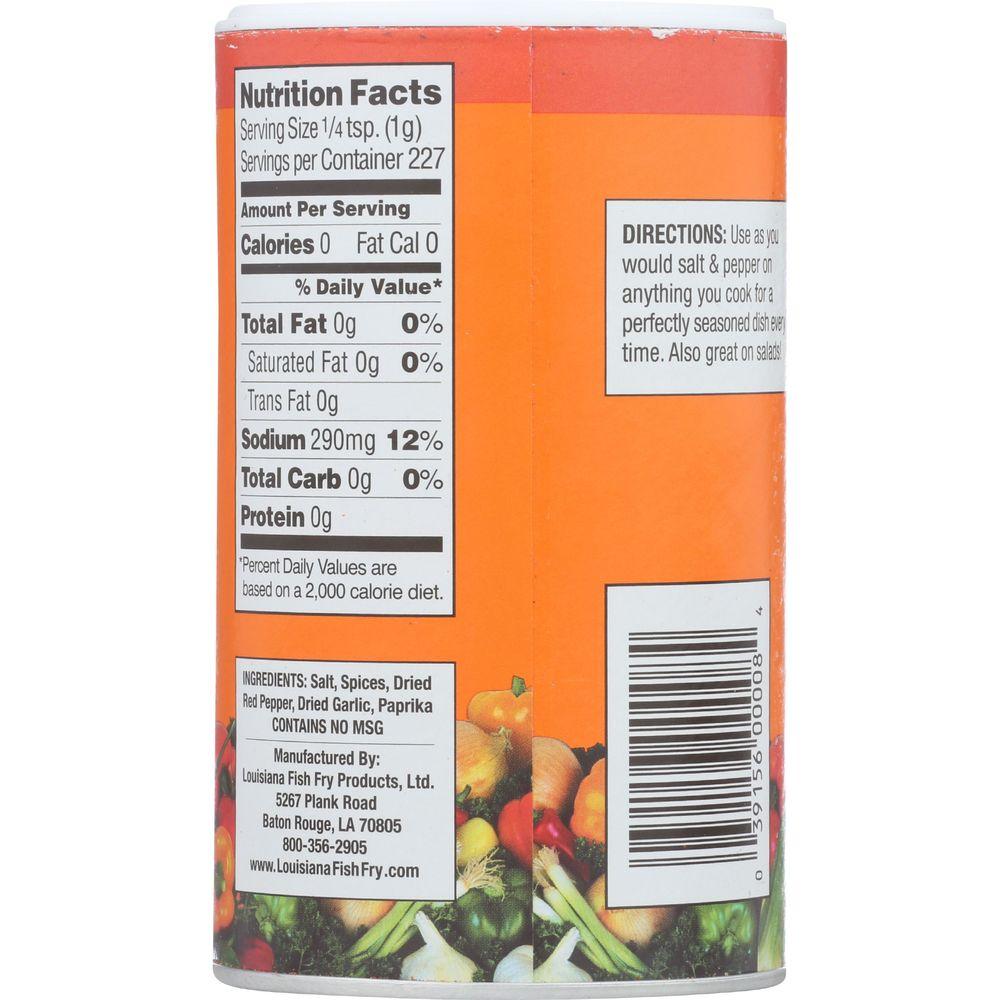 Nutrition Facts
Serving Size 1/4 tsp. (1g)
Servings per Container 227
Amount Per Serving
Calories 0 Fat Cal 0
% Daily Value*
Total Fat 0g 0%
Saturated Fat 0g 0%
Trans Fat 0g
Sodium 290mg 12%
Total Carb 0g 0%
Protein 0g
*Percent Daily Values are
based on a 2,000 calorie diet.
INGREDIENTS: Salt, Spices, Dried
Red Pepper, Dried Garlic, Paprika
CONTAINS NO MSG
Manufactured By:
Louisiana Fish Fry Products, Ltd.
5267 Plank Road
Baton Rouge, LA 70805
800-356-2905
www.LouisianaFishFry.com
DIRECTIONS: Use as you
would salt & pepper on
anything you cook for a
perfectly seasoned dish every
time. Also great on salads!
0 39156 00008 4